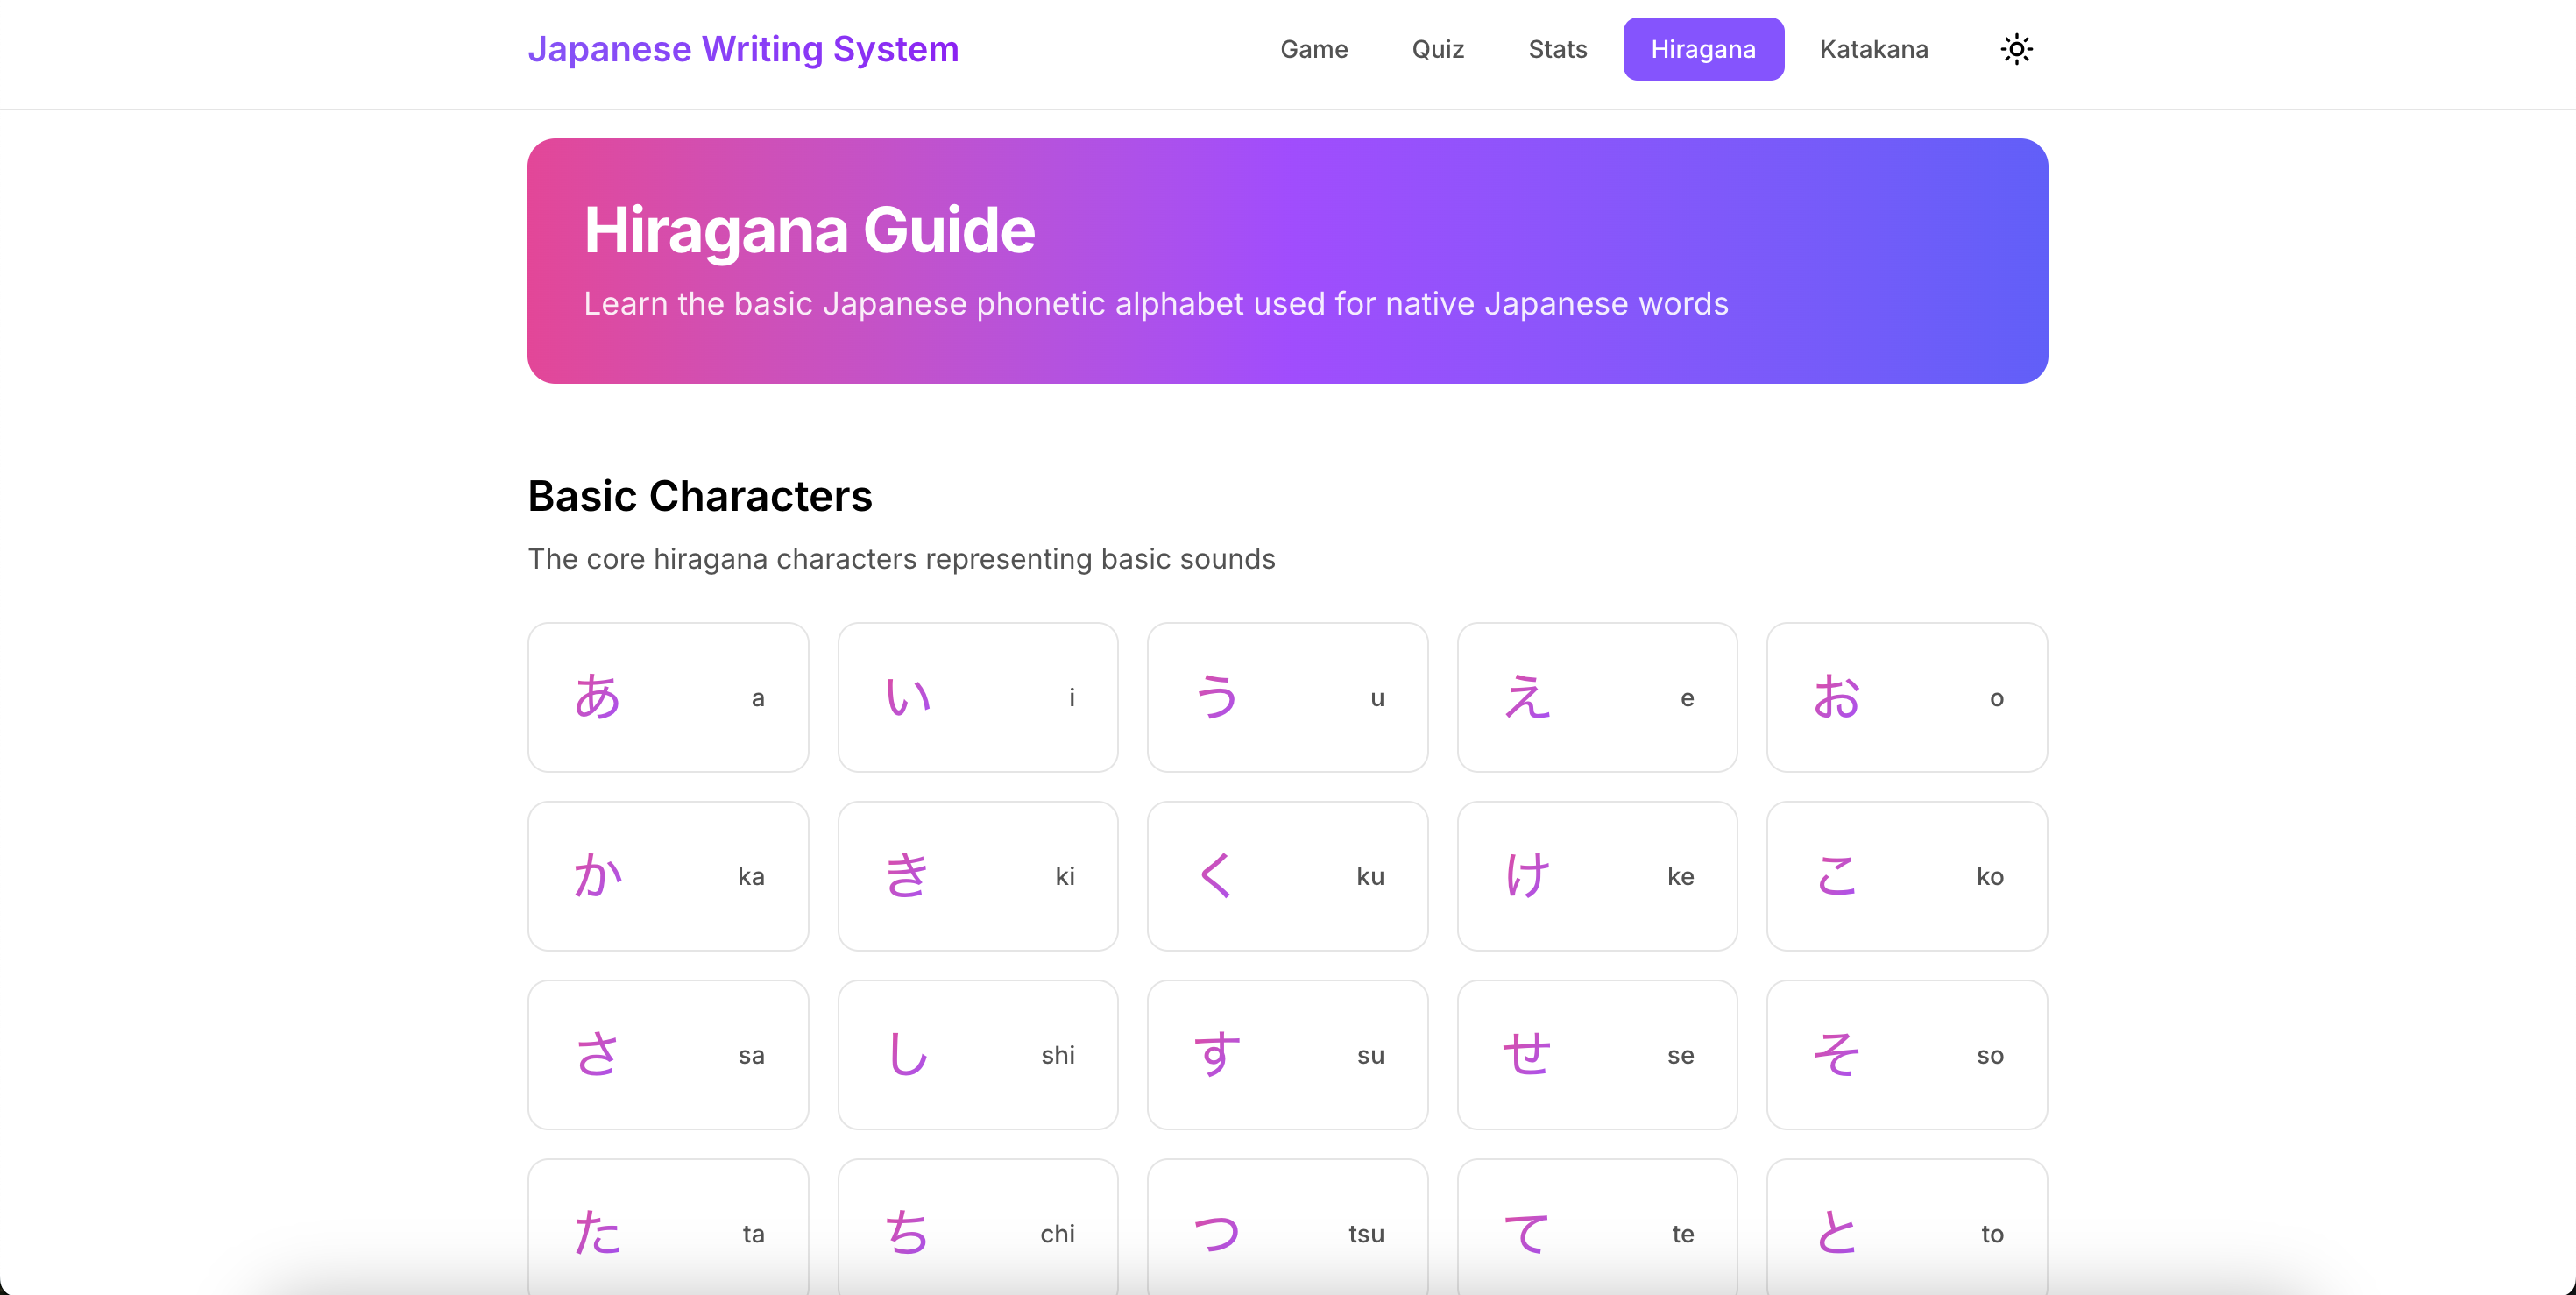 Japanese Writing System Game Quiz Stats Hiragana Katakana
Hiragana Guide
Learn the basic Japanese phonetic alphabet used for native Japanese words
Basic Characters
The core hiragana characters representing basic sounds
あ a い i う u え e お o
か ka き ki く ku け ke こ ko
さ sa し shi す su せ se そ so
た ta ち chi つ tsu て te と to